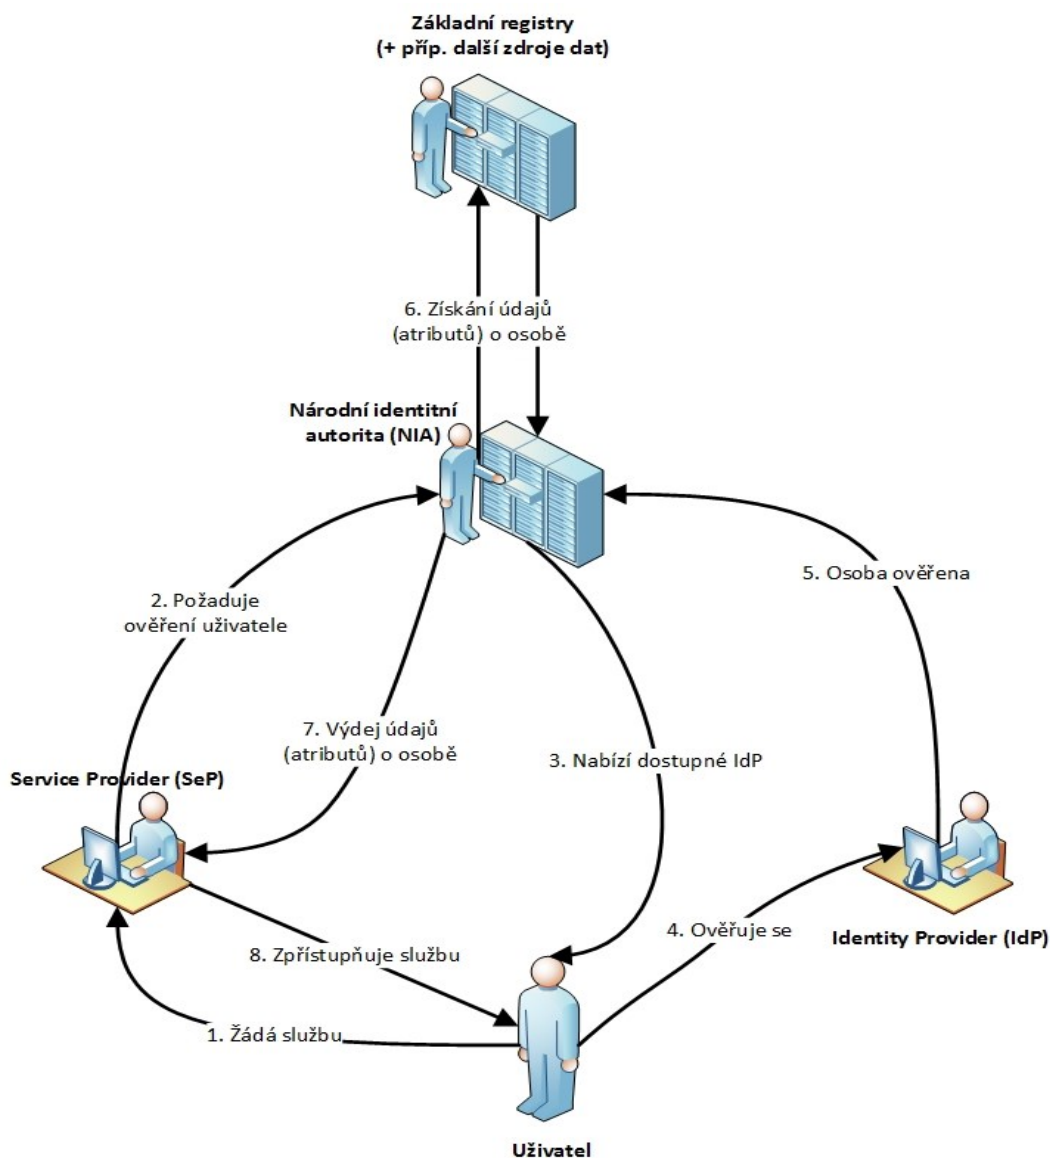 Základní registry
(+ příp. další zdroje dat)
6. Získání údajů
(atributů) o osobě
Národní identitní
autorita (NIA)
5. Osoba ověřena
2. Požaduje
ověření uživatele
7. Výdej údajů
(atributů) o osobě
3. Nabízí dostupné IdP
Service Provider (SeP)
4. Ověřuje se
Identity Provider (IdP)
8. Zpřístupňuje službu
1. Žádá službu
Uživatel